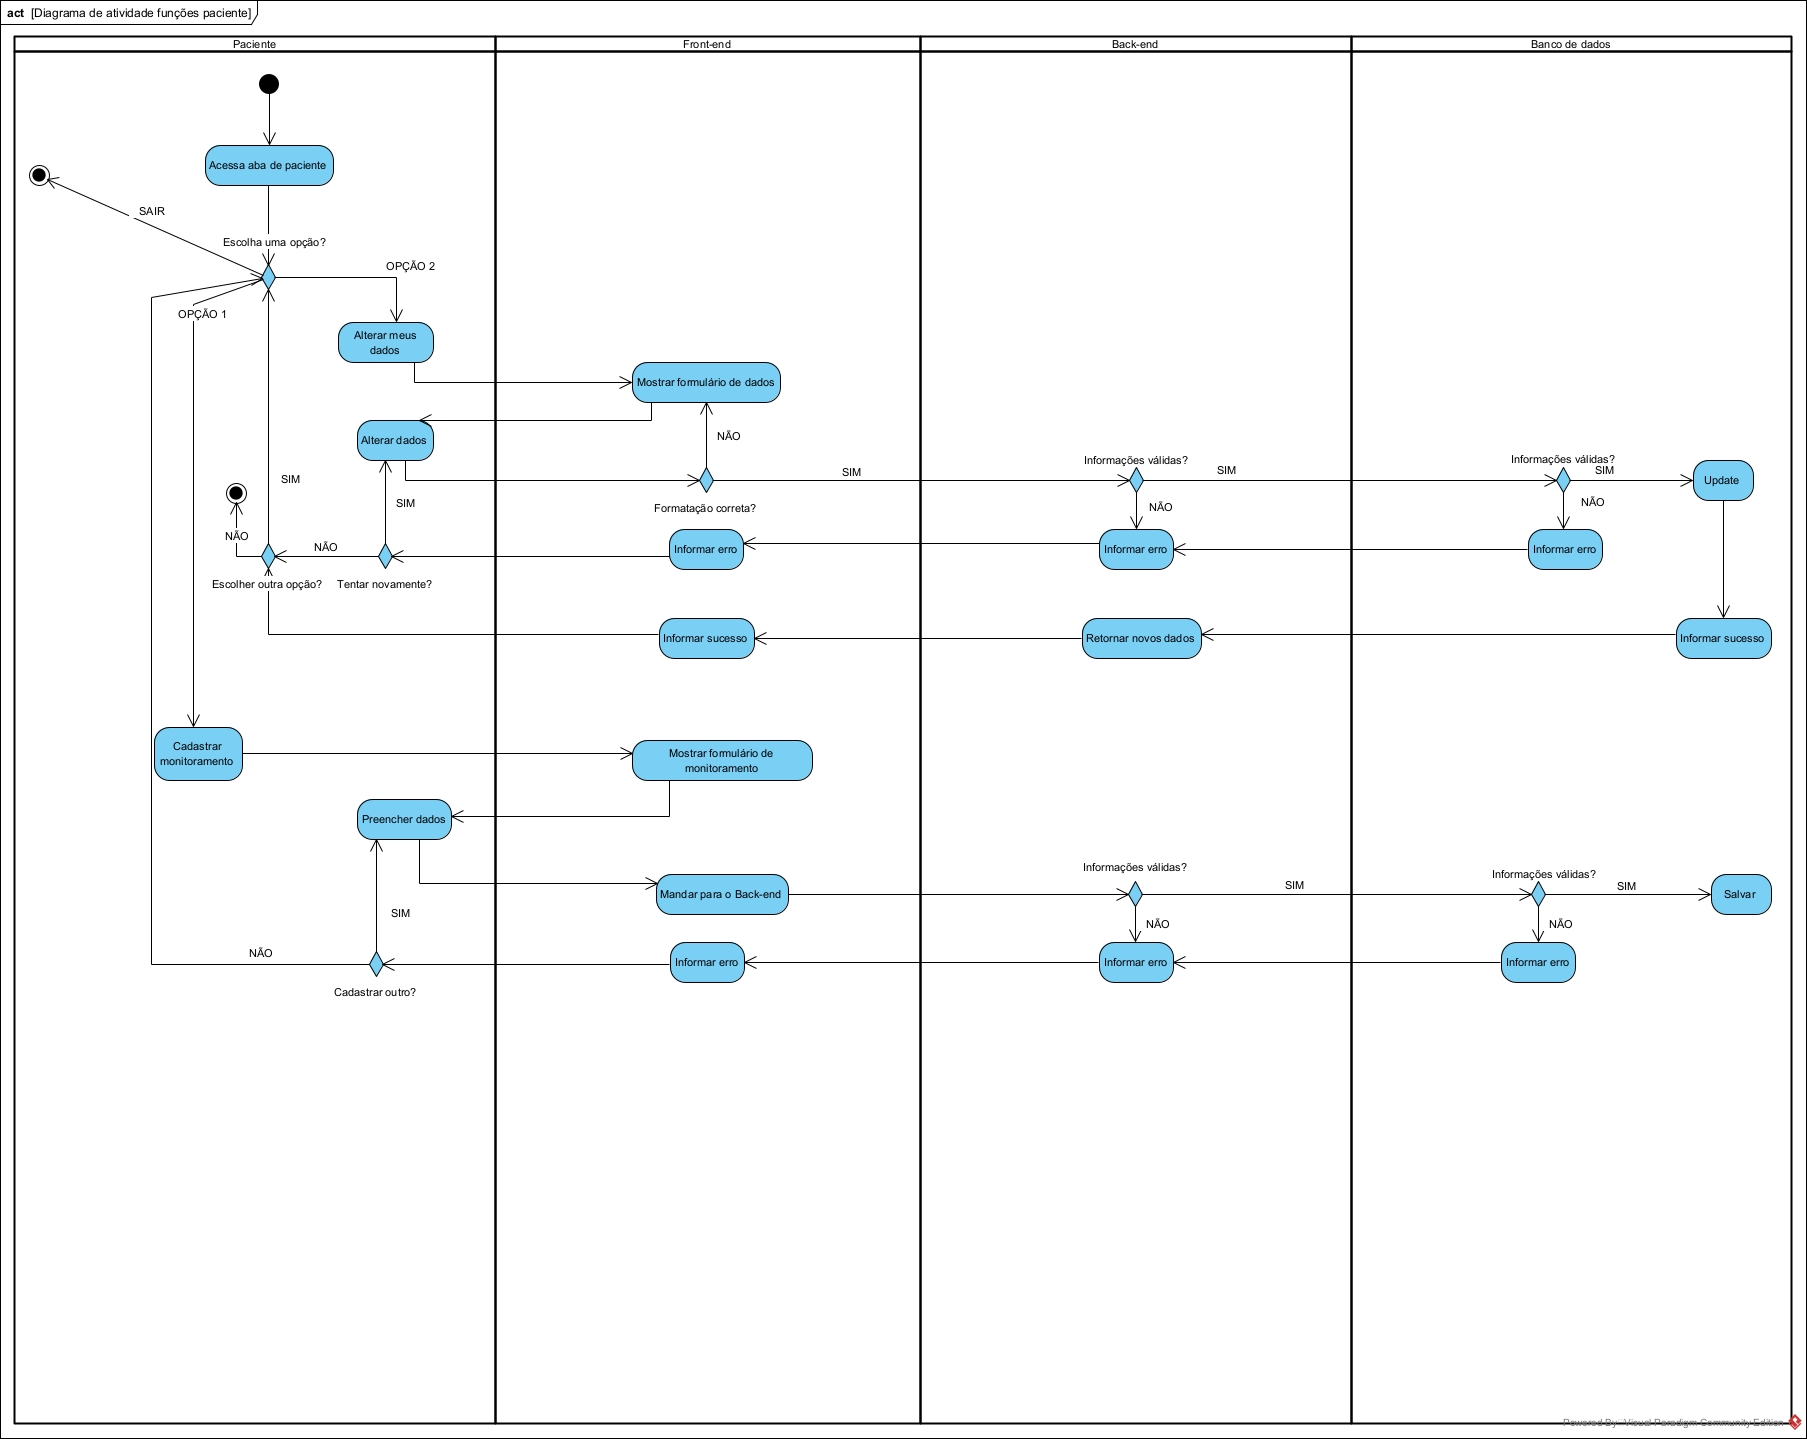 act [Diagrama de atividade funções paciente]
Paciente
Front-end
Back-end
Banco de dados
Acessa aba de paciente
SAIR
Escolha uma opção?
OPÇÃO 2
OPÇÃO 1
Alterar meus
dados
Mostrar formulário de dados
Alterar dados
NÃO
SIM
SIM
SIM
Formatação correta?
SIM
Informações válidas?
SIM
NÃO
Informações válidas?
SIM
NÃO
Update
NÃO
NÃO
Escolher outra opção?
Tentar novamente?
Informar erro
Informar erro
Informar erro
Informar sucesso
Retornar novos dados
Informar sucesso
Cadastrar
monitoramento
Mostrar formulário de
monitoramento
Preencher dados
Mandar para o Back-end
Informações válidas?
SIM
NÃO
Informações válidas?
SIM
NÃO
Salvar
SIM
NÃO
Cadastrar outro?
Informar erro
Informar erro
Informar erro
Powered By Visual Paradigm Community Edition